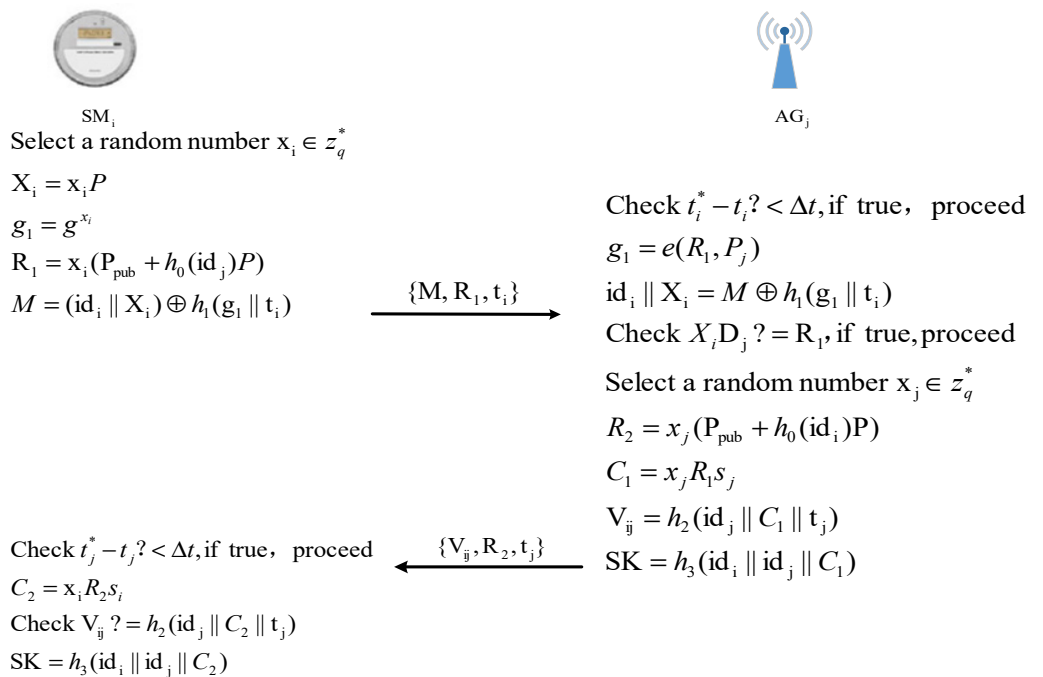 SM_i
Select a random number x_i ∈ z_q^*
X_i = x_i P
g_1 = g^{x_i}
R_1 = x_i(P_pub + h_0(id_j)P)
M = (id_i || X_i) ⊕ h_1(g_1 || t_i)
{M, R_1, t_i}
AG_j
Check t_i^* − t_i? < Δt, if true, proceed
g_1 = e(R_1, P_j)
id_i || X_i = M ⊕ h_1(g_1 || t_i)
Check X_i D_j ? = R_1, if true, proceed
Select a random number x_j ∈ z_q^*
R_2 = x_j(P_pub + h_0(id_i)P)
C_1 = x_j R_1 s_j
V_ij = h_2(id_j || C_1 || t_j)
SK = h_3(id_i || id_j || C_1)
{V_ij, R_2, t_j}
Check t_j^* − t_j? < Δt, if true, proceed
C_2 = x_i R_2 s_i
Check V_ij ? = h_2(id_j || C_2 || t_j)
SK = h_3(id_i || id_j || C_2)